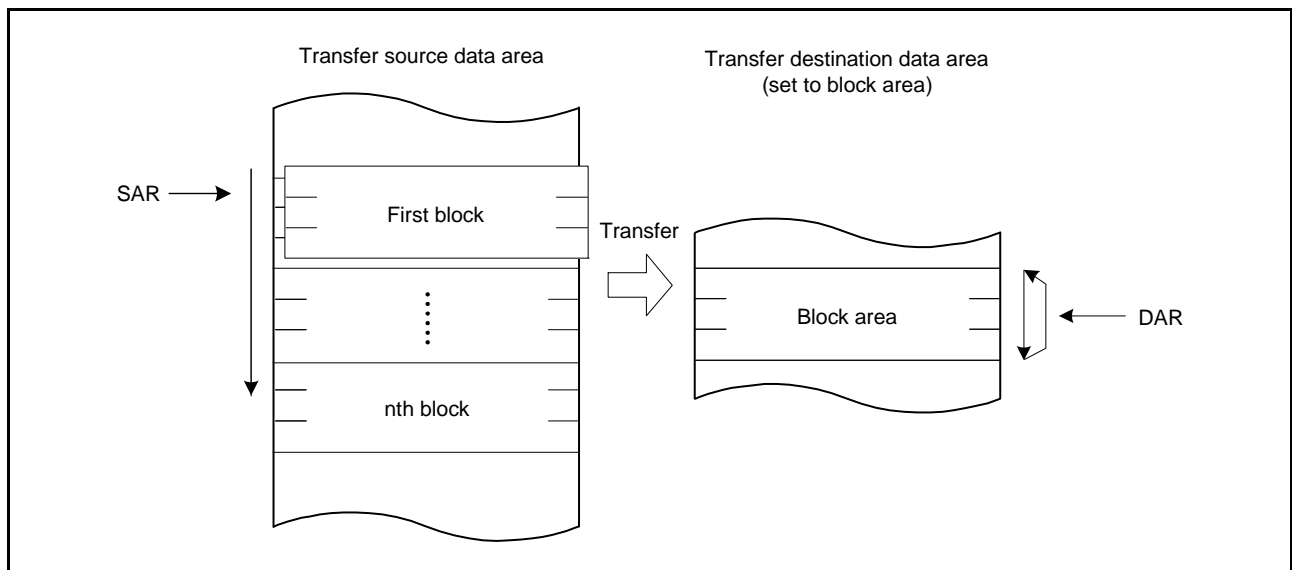 Transfer source data area
Transfer destination data area
(set to block area)
SAR
First block
Transfer
Block area
DAR
nth block